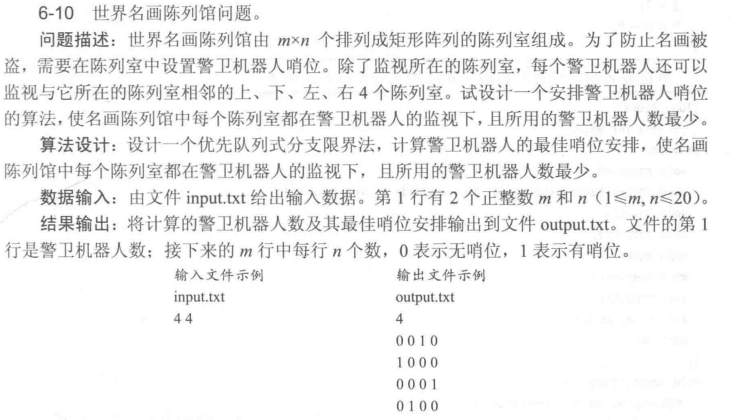 6-10 世界名画陈列馆问题。
问题描述：世界名画陈列馆由 m×n 个排列成矩形阵列的陈列室组成。为了防止名画被
盗，需要在陈列室中设置警卫机器人哨位。除了监视所在的陈列室，每个警卫机器人还可以
监视与它所在的陈列室相邻的上、下、左、右 4 个陈列室。试设计一个安排警卫机器人哨位
的算法，使名画陈列馆中每个陈列室都在警卫机器人的监视下，且所用的警卫机器人数最少。
算法设计：设计一个优先队列式分支限界法，计算警卫机器人的最佳哨位安排，使名画
陈列馆中每个陈列室都在警卫机器人的监视下，且所用的警卫机器人数最少。
数据输入：由文件 input.txt 给出输入数据。第 1 行有 2 个正整数 m 和 n（1≤m, n≤20）。
结果输出：将计算的警卫机器人数及其最佳哨位安排输出到文件 output.txt。文件的第 1
行是警卫机器人数；接下来的 m 行中每行 n 个数，0 表示无哨位，1 表示有哨位。
输入文件示例 输出文件示例
input.txt output.txt
4 4 4
0 0 1 0
1 0 0 0
0 0 0 1
0 1 0 0